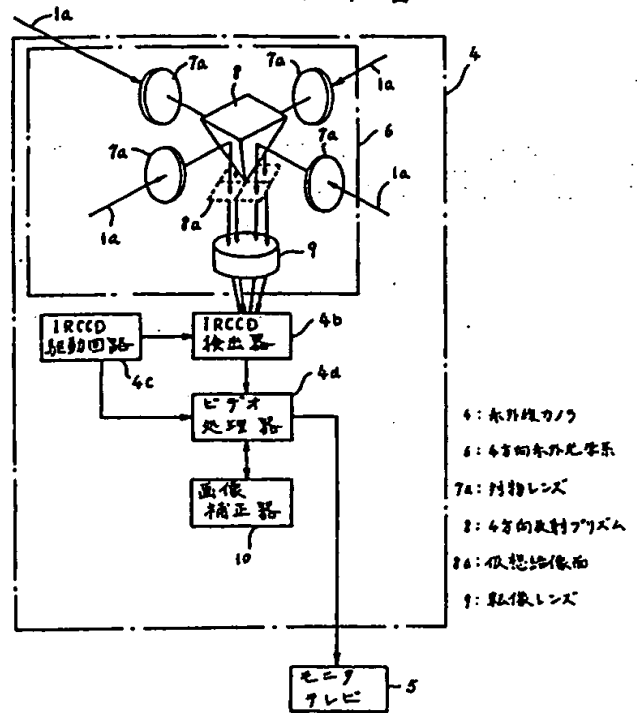 1a
7a
8
7a
1a
4
7a
7a
6
1a
8a
1a
9
IRCCD
駆動回路
4c
IRCCD
検出器
4b
ビデオ
処理器
4d
画像
補正器
10
モニタ
テレビ
5
4:赤外線カメラ
6:4方向赤外光学系
7a:対物レンズ
8:4方向反射プリズム
8a:仮想結像面
9:転像レンズ